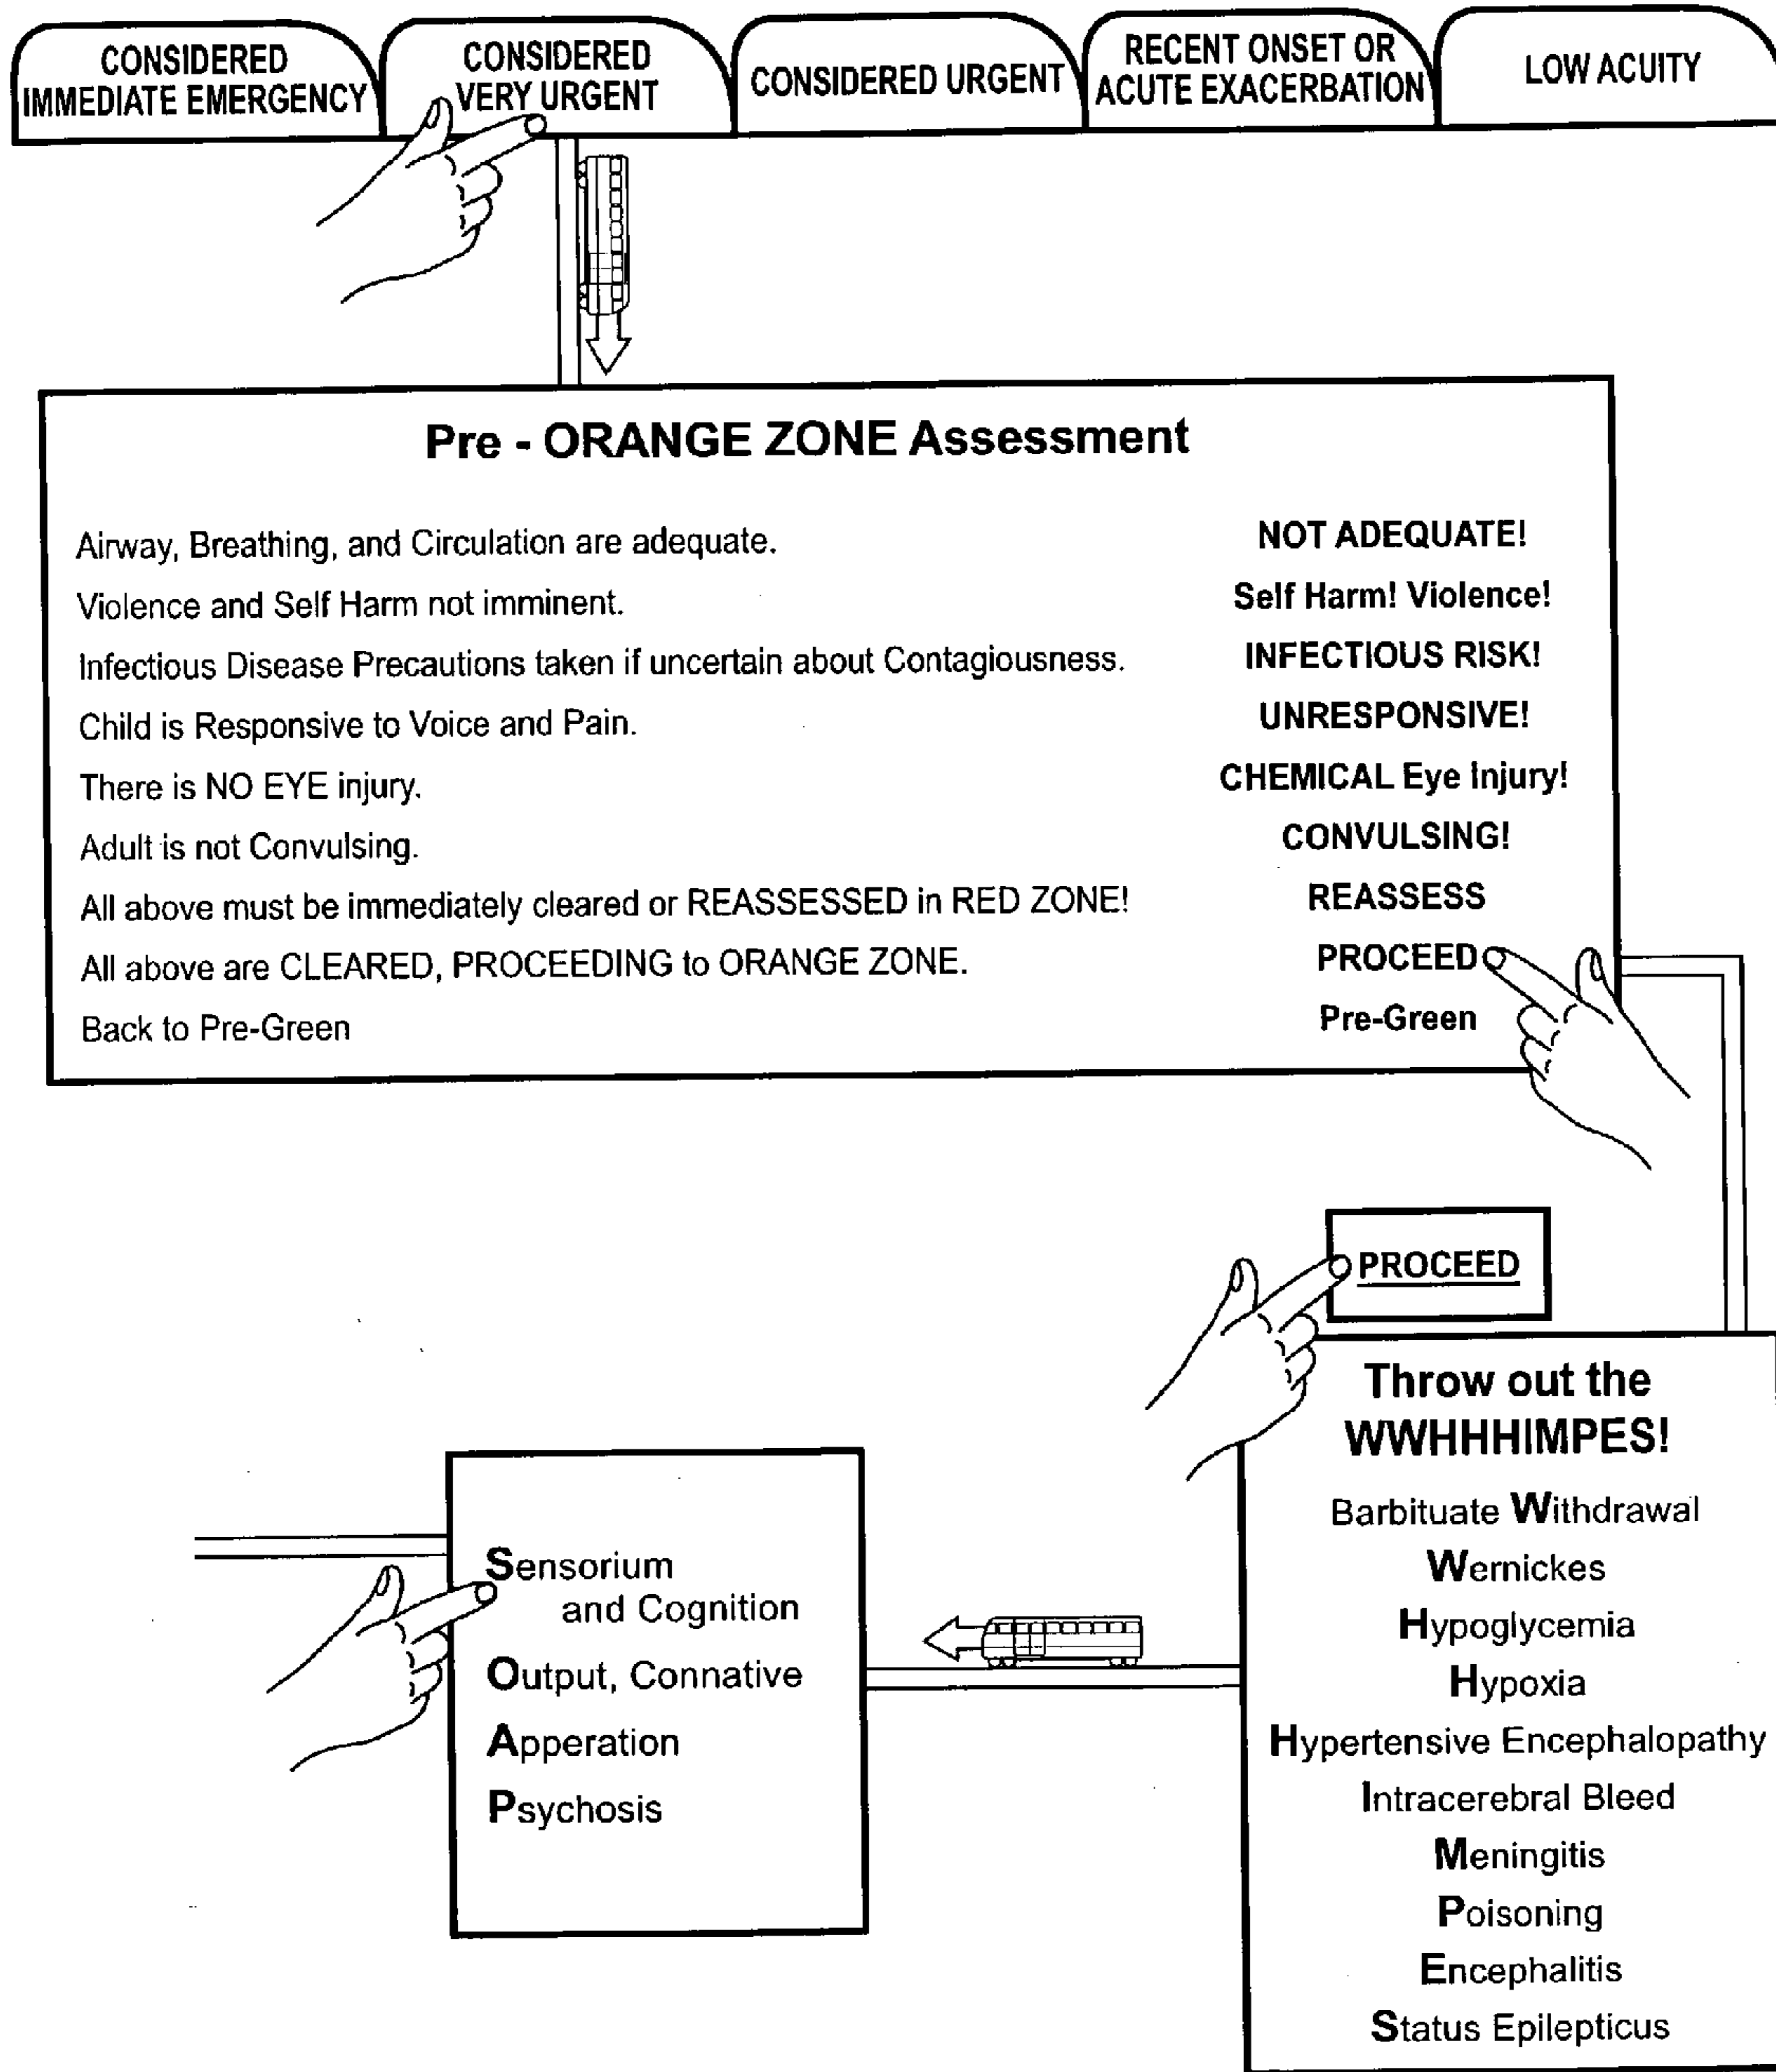 CONSIDERED
IMMEDIATE EMERGENCY
CONSIDERED
VERY URGENT
CONSIDERED URGENT
RECENT ONSET OR
ACUTE EXACERBATION
LOW ACUITY
Pre - ORANGE ZONE Assessment
Airway, Breathing, and Circulation are adequate. NOT ADEQUATE!
Violence and Self Harm not imminent. Self Harm! Violence!
Infectious Disease Precautions taken if uncertain about Contagiousness. INFECTIOUS RISK!
Child is Responsive to Voice and Pain. UNRESPONSIVE!
There is NO EYE injury. CHEMICAL Eye Injury!
Adult is not Convulsing. CONVULSING!
All above must be immediately cleared or REASSESSED in RED ZONE! REASSESS
All above are CLEARED, PROCEEDING to ORANGE ZONE. PROCEED
Back to Pre-Green Pre-Green
PROCEED
Throw out the
WWHHHIMPES!
Barbituate Withdrawal
Wernickes
Hypoglycemia
Hypoxia
Hypertensive Encephalopathy
Intracerebral Bleed
Meningitis
Poisoning
Encephalitis
Status Epilepticus
Sensorium
and Cognition
Output, Connative
Apperation
Psychosis